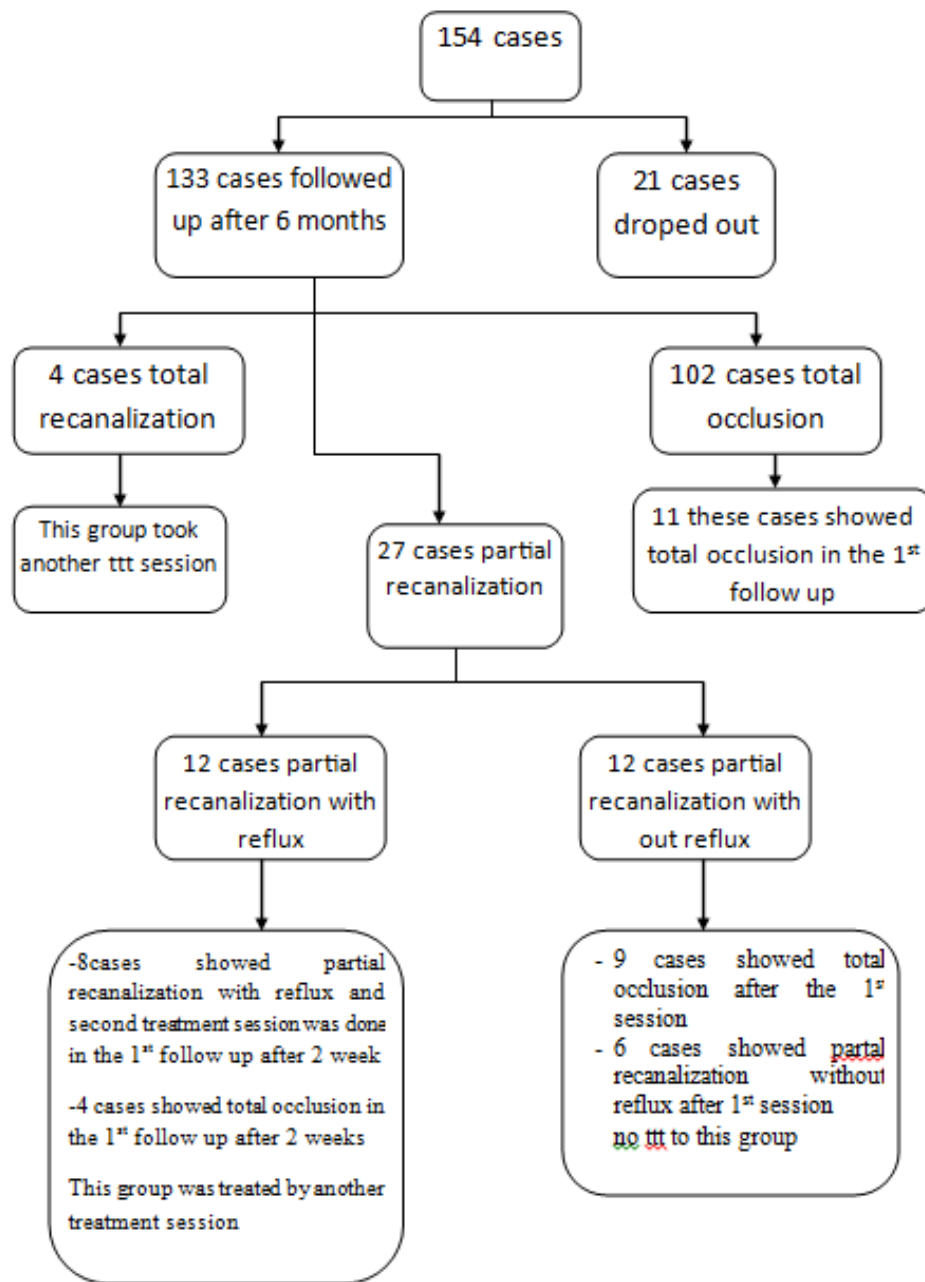 154 cases
133 cases followed
up after 6 months
21 cases
droped out
4 cases total
recanalization
102 cases total
occlusion
This group took
another ttt session
27 cases partial
recanalization
11 these cases showed
total occlusion in the 1st
follow up
12 cases partial
recanalization with
reflux
12 cases partial
recanalization with
out reflux
-8cases showed partial
recanalization with reflux and
second treatment session was done
in the 1st follow up after 2 week
-4 cases showed total occlusion in
the 1st follow up after 2 weeks
This group was treated by another
treatment session
- 9 cases showed total
occlusion after the 1st
session
- 6 cases showed partal
recanalization without
reflux after 1st session
no ttt to this group